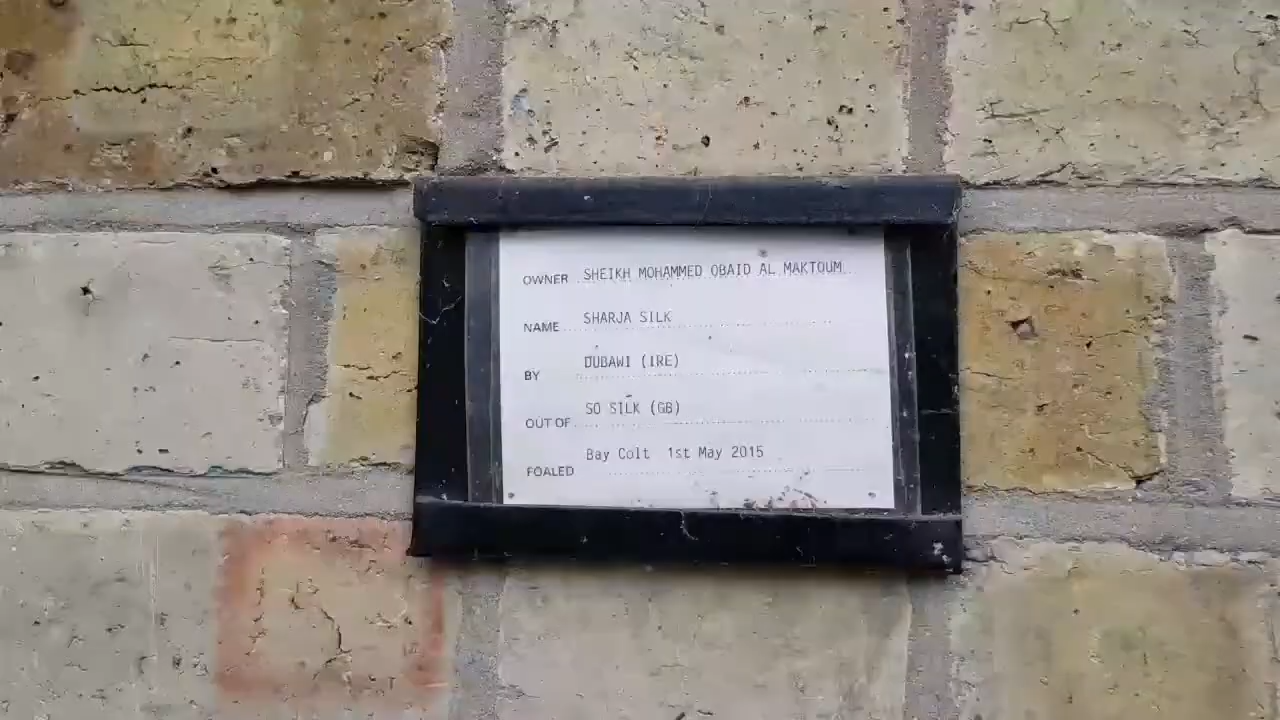 OWNER SHEIKH MOHAMMED OBAID AL MAKTOUM
NAME SHARJA SILK
BY DUBAWI (IRE)
OUT OF SO SILK (GB)
FOALED Bay Colt 1st May 2015